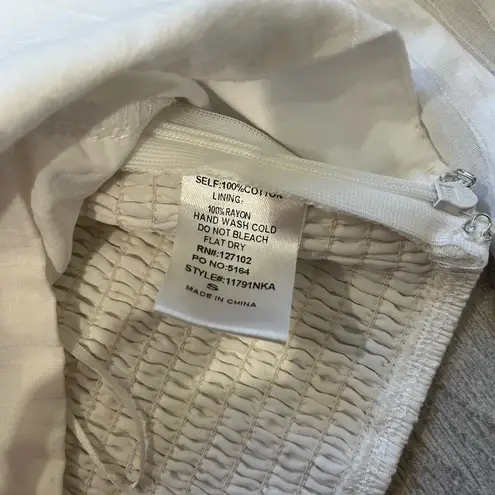 SELF:100%COTTON
LINING:
100%RAYON
HAND WASH COLD
DO NOT BLEACH
FLAT DRY
RN#:127102
PO NO:5164
STYLE#:11791NKA
S
MADE IN CHINA